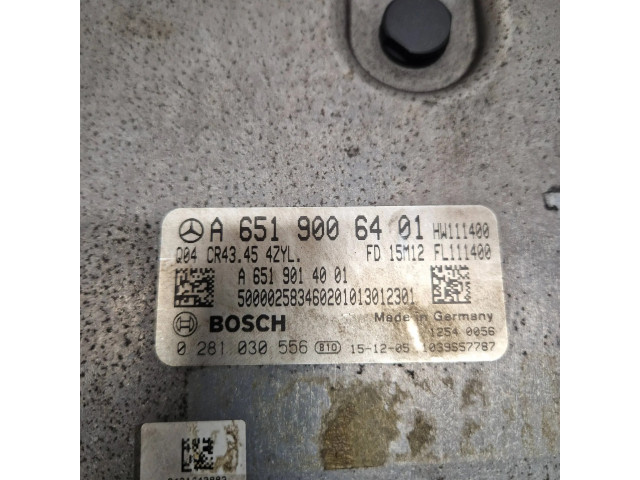 A 651 900 64 01 HW111400
Q04 CR43.45 4ZYL. FD 15M12 FL111400
A 651 901 40 01
500002583460201013012301
BOSCH Made in Germany
1254 0056
0 281 030 556 B10 15-12-05 1039S57787